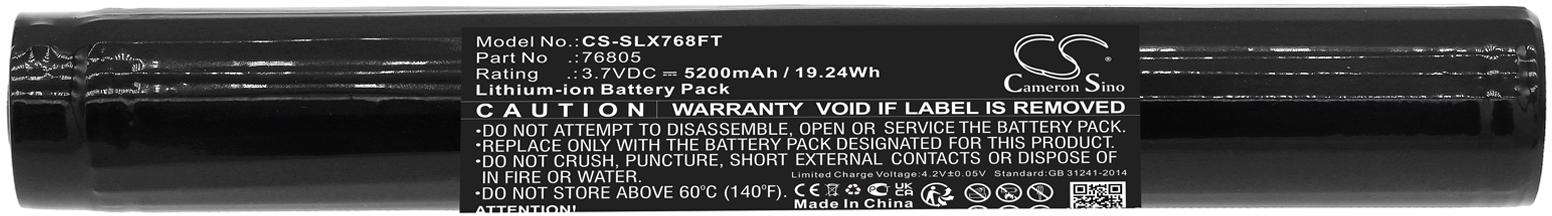 Model No.:CS-SLX768FT
Part No .:76805
Rating .:3.7VDC ⎓ 5200mAh / 19.24Wh
Lithium-ion Battery Pack
CS
Cameron Sino
CAUTION WARRANTY VOID IF LABEL IS REMOVED
•DO NOT ATTEMPT TO DISASSEMBLE, OPEN OR SERVICE THE BATTERY PACK.
•REPLACE ONLY WITH THE BATTERY PACK DESIGNATED FOR THIS PRODUCT.
•DO NOT CRUSH, PUNCTURE, SHORT EXTERNAL CONTACTS OR DISPOSE OF
IN FIRE OR WATER.
Limited Charge Voltage:4.2V±0.05V Standard:GB 31241-2014
•DO NOT STORE ABOVE 60°C (140°F).
CE UK CA
Made In China
ATTENTION!